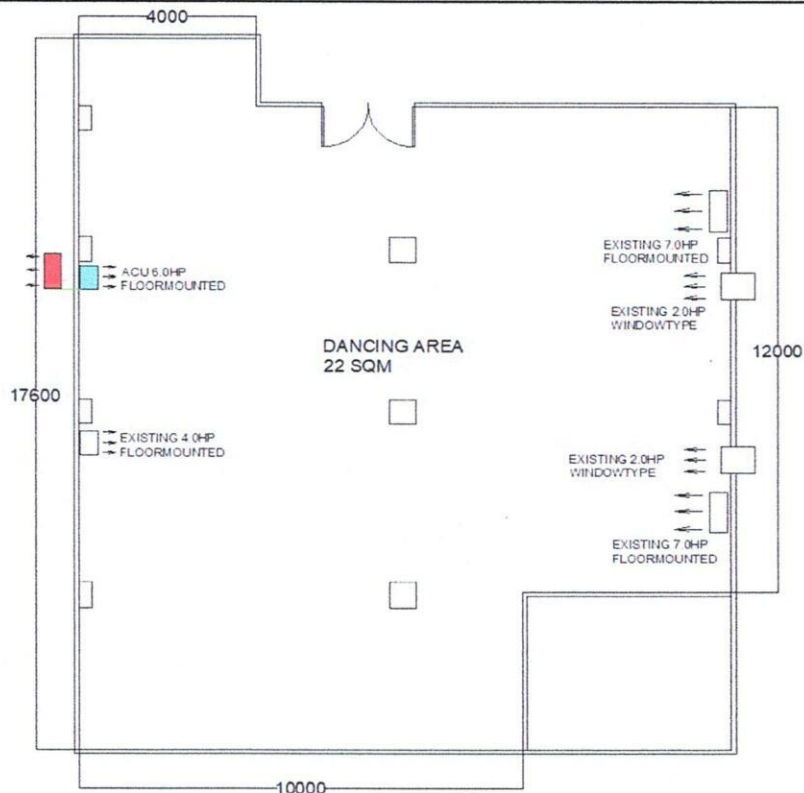 4000
EXISTING 7.0HP
FLOORMOUNTED
ACU 6.0HP
FLOORMOUNTED
EXISTING 2.0HP
WINDOWTYPE
DANCING AREA
22 SQM
12000
17600
EXISTING 4.0HP
FLOORMOUNTED
EXISTING 2.0HP
WINDOWTYPE
EXISTING 7.0HP
FLOORMOUNTED
10000